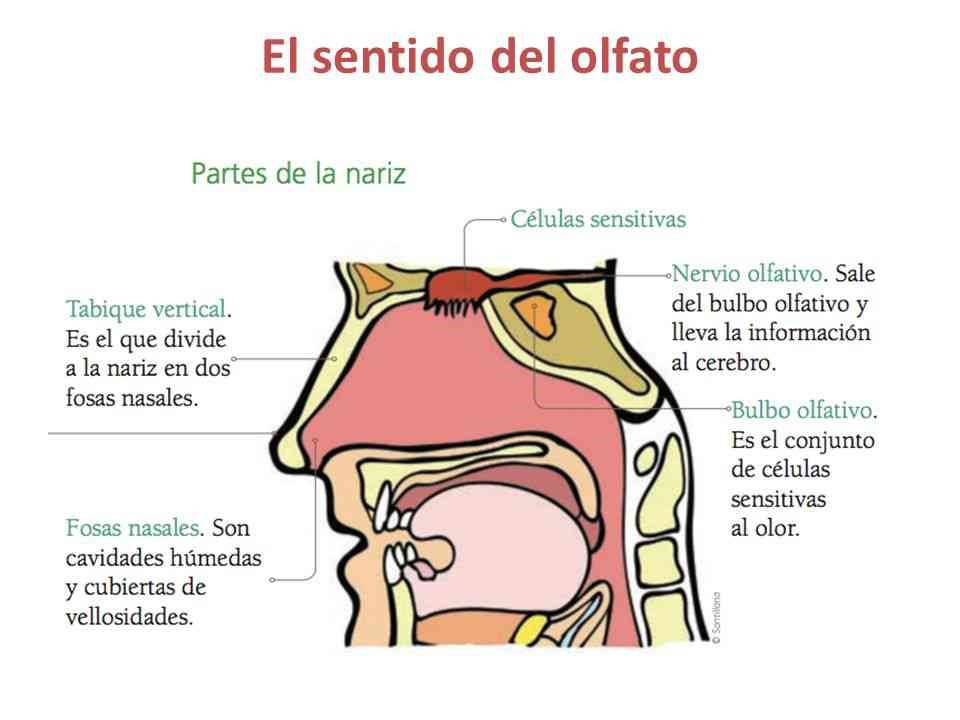 El sentido del olfato
Partes de la nariz
Células sensitivas
Tabique vertical.
Es el que divide
a la nariz en dos
fosas nasales.
Nervio olfativo. Sale
del bulbo olfativo y
lleva la información
al cerebro.
Bulbo olfativo.
Es el conjunto
de células
sensitivas
al olor.
Fosas nasales. Son
cavidades húmedas
y cubiertas de
vellosidades.
© Santillana